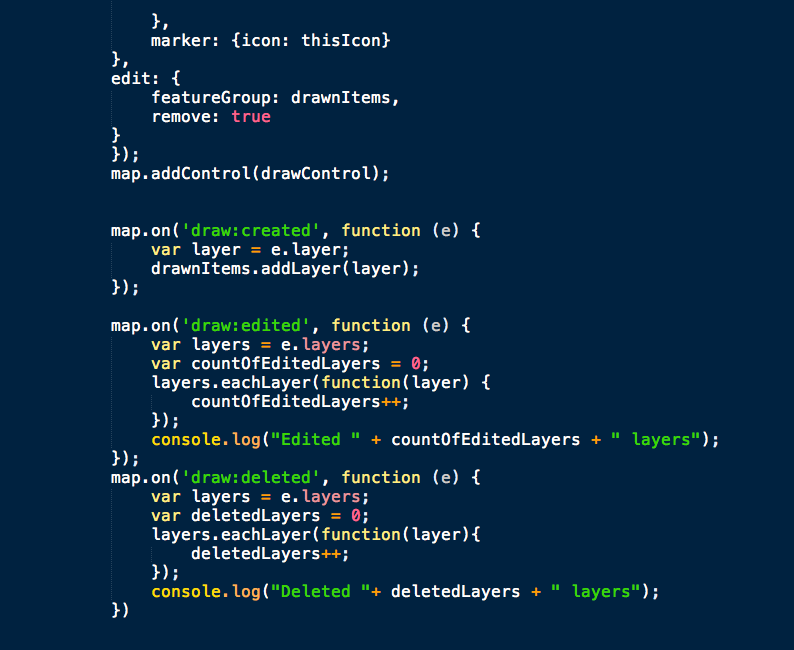 },
marker: {icon: thisIcon}
},
edit: {
featureGroup: drawnItems,
remove: true
}
});
map.addControl(drawControl);
map.on('draw:created', function (e) {
var layer = e.layer;
drawnItems.addLayer(layer);
});
map.on('draw:edited', function (e) {
var layers = e.layers;
var countOfEditedLayers = 0;
layers.eachLayer(function(layer) {
countOfEditedLayers++;
});
console.log("Edited " + countOfEditedLayers + " layers");
});
map.on('draw:deleted', function (e) {
var layers = e.layers;
var deletedLayers = 0;
layers.eachLayer(function(layer){
deletedLayers++;
});
console.log("Deleted "+ deletedLayers + " layers");
})